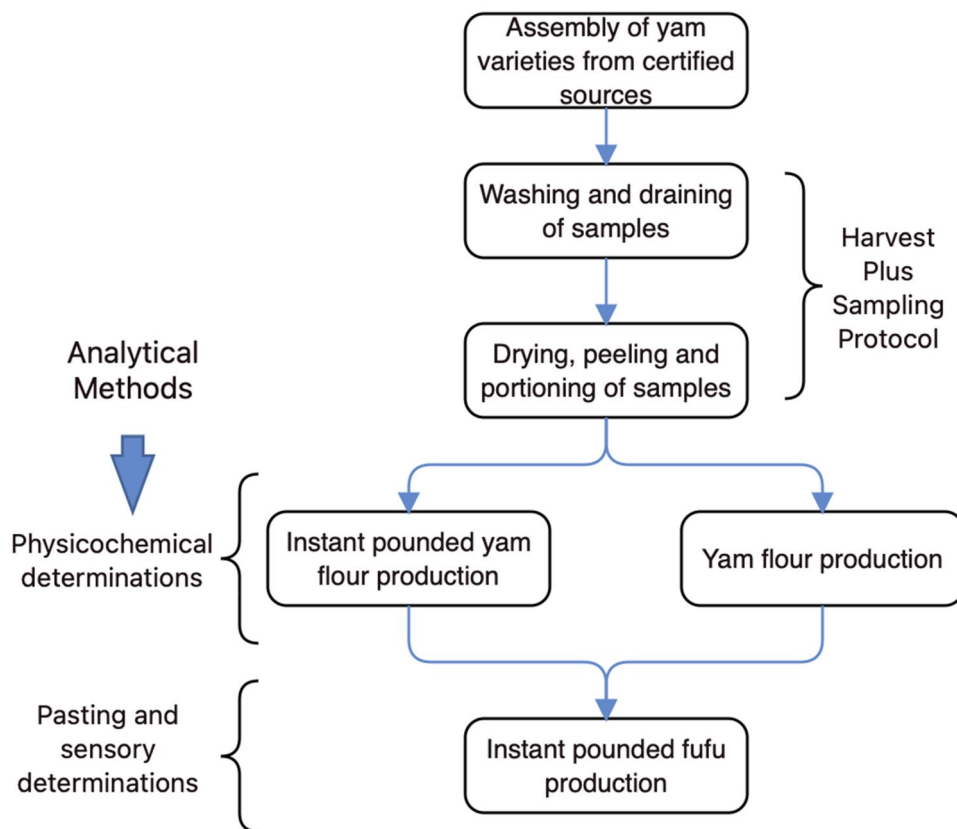 Assembly of yam
varieties from certified
sources
Washing and draining
of samples
Harvest
Plus
Sampling
Protocol
Drying, peeling and
portioning of samples
Analytical
Methods
Physicochemical
determinations
Instant pounded yam
flour production
Yam flour production
Pasting and
sensory
determinations
Instant pounded fufu
production